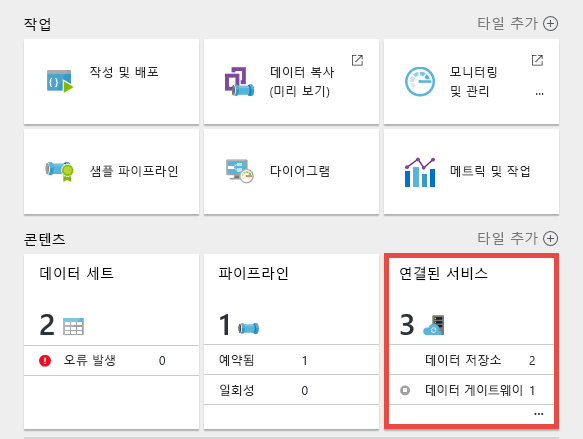 작업
타일 추가
작성 및 배포
데이터 복사
(미리 보기)
모니터링
및 관리
...
샘플 파이프라인
다이어그램
메트릭 및 작업
콘텐츠
타일 추가
데이터 세트
2
오류 발생 0
파이프라인
1
예약됨 1
일회성 0
연결된 서비스
3
데이터 저장소 2
데이터 게이트웨이 1
...